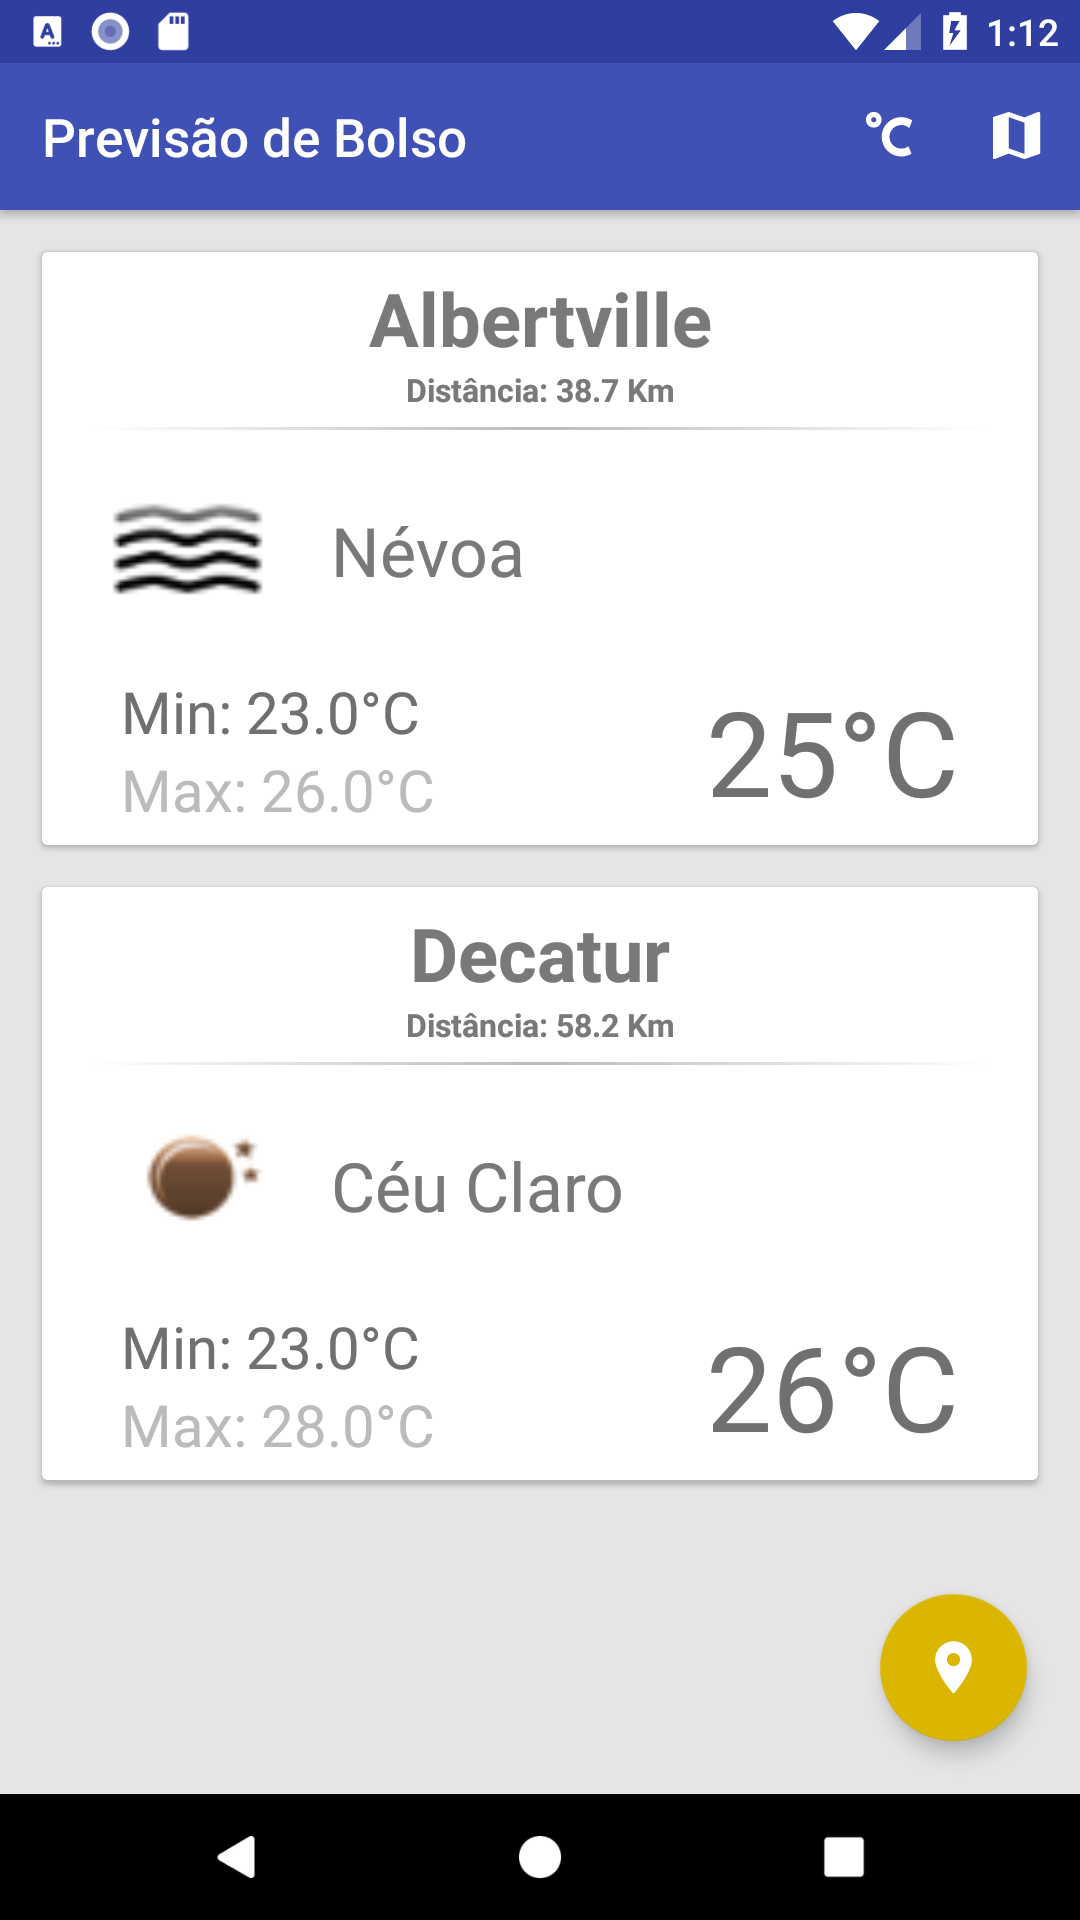 1:12
Previsão de Bolso
°C
Albertville
Distância: 38.7 Km
Névoa
Min: 23.0°C
Max: 26.0°C
25°C
Decatur
Distância: 58.2 Km
Céu Claro
Min: 23.0°C
Max: 28.0°C
26°C